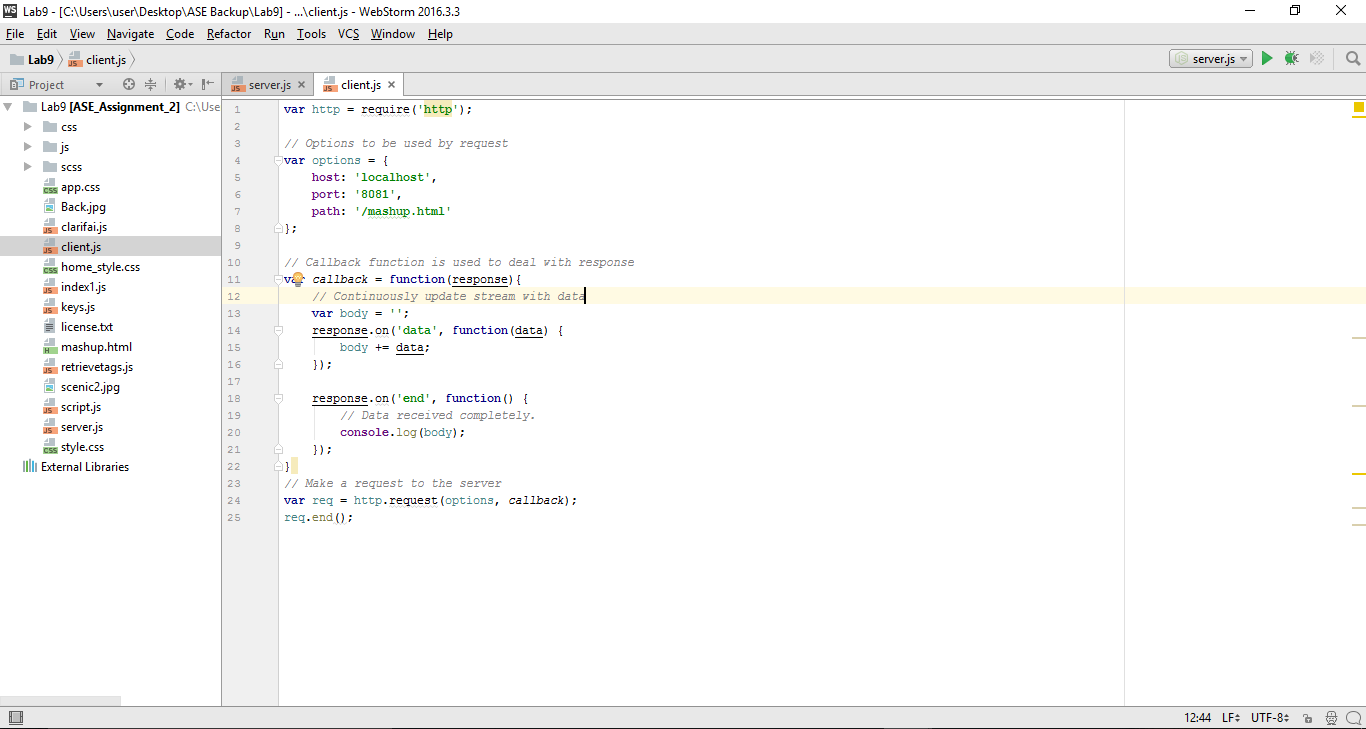 WS Lab9 - [C:\Users\user\Desktop\ASE Backup\Lab9] - ...\client.js - WebStorm 2016.3.3
File Edit View Navigate Code Refactor Run Tools VCS Window Help
Lab9 client.js server.js
Project server.js client.js
Lab9 [ASE_Assignment_2] C:\Use
css
js
scss
app.css
Back.jpg
clarifai.js
client.js
home_style.css
index1.js
keys.js
license.txt
mashup.html
retrievetags.js
scenic2.jpg
script.js
server.js
style.css
External Libraries
1 var http = require('http');
2
3 // Options to be used by request
4 var options = {
5 host: 'localhost',
6 port: '8081',
7 path: '/mashup.html'
8 };
9
10 // Callback function is used to deal with response
11 var callback = function(response){
12 // Continuously update stream with data
13 var body = '';
14 response.on('data', function(data) {
15 body += data;
16 });
17
18 response.on('end', function() {
19 // Data received completely.
20 console.log(body);
21 });
22 }
23 // Make a request to the server
24 var req = http.request(options, callback);
25 req.end();
12:44 LF UTF-8